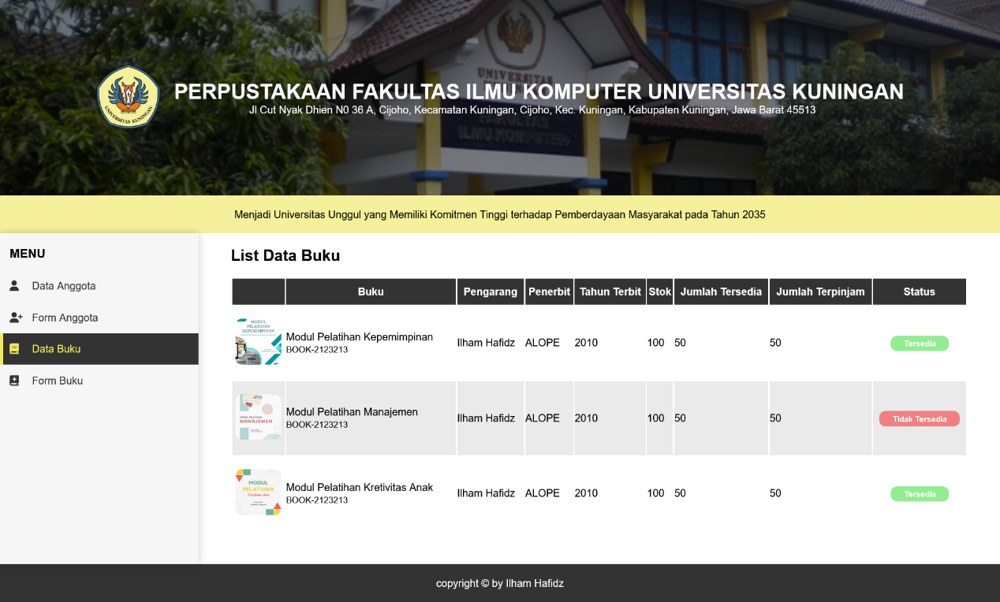 UNIVERSITAS
FAKULTAS
ILMU KOMPUTER
UNIVERSITAS KUNINGAN
PERPUSTAKAAN FAKULTAS ILMU KOMPUTER UNIVERSITAS KUNINGAN
Jl Cut Nyak Dhien N0 36 A, Cijoho, Kecamatan Kuningan, Cijoho, Kec. Kuningan, Kabupaten Kuningan, Jawa Barat 45513
Menjadi Universitas Unggul yang Memiliki Komitmen Tinggi terhadap Pemberdayaan Masyarakat pada Tahun 2035
MENU
Data Anggota
Form Anggota
Data Buku
Form Buku
List Data Buku
Buku Pengarang Penerbit Tahun Terbit Stok Jumlah Tersedia Jumlah Terpinjam Status
MODUL
PELATIHAN
KEPEMIMPINAN
Modul Pelatihan Kepemimpinan Ilham Hafidz ALOPE 2010 100 50 50 Tersedia
BOOK-2123213
MODUL PELATIHAN
MANAJEMEN
Modul Pelatihan Manajemen Ilham Hafidz ALOPE 2010 100 50 50 Tidak Tersedia
BOOK-2123213
MODUL
PELATIHAN
Modul Pelatihan Kretivitas Anak Ilham Hafidz ALOPE 2010 100 50 50 Tersedia
BOOK-2123213
copyright © by Ilham Hafidz